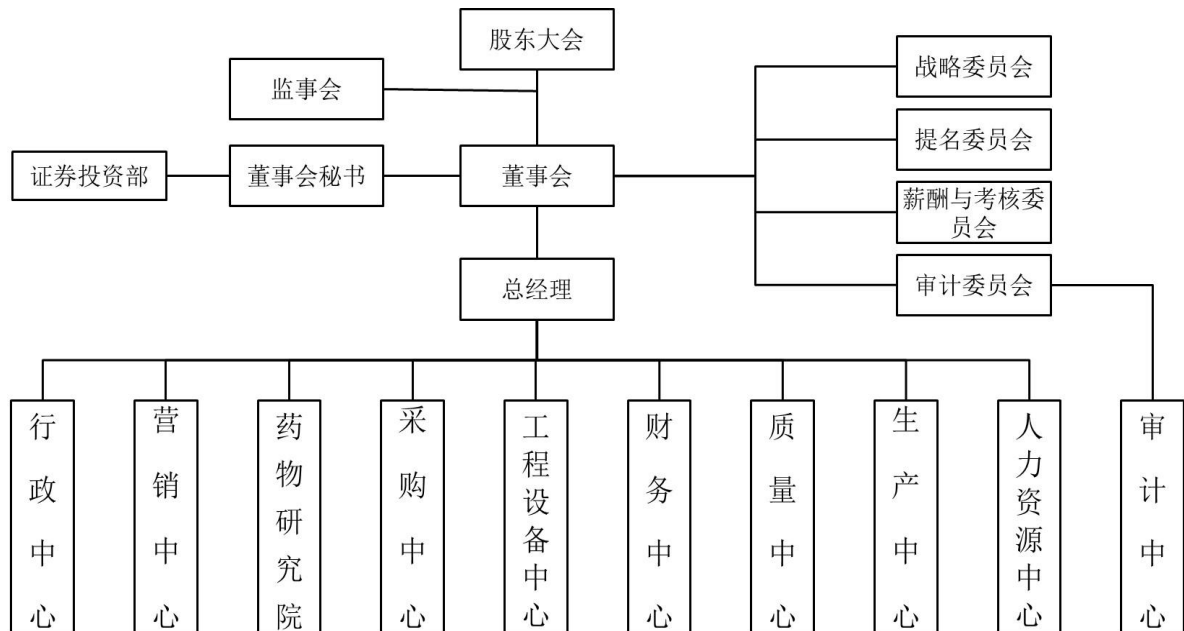 股东大会
监事会
战略委员会
提名委员会
证券投资部
董事会秘书
董事会
薪酬与考核委
员会
总经理
审计委员会
行政中心
营销中心
药物研究院
采购中心
工程设备中心
财务中心
质量中心
生产中心
人力资源中心
审计中心